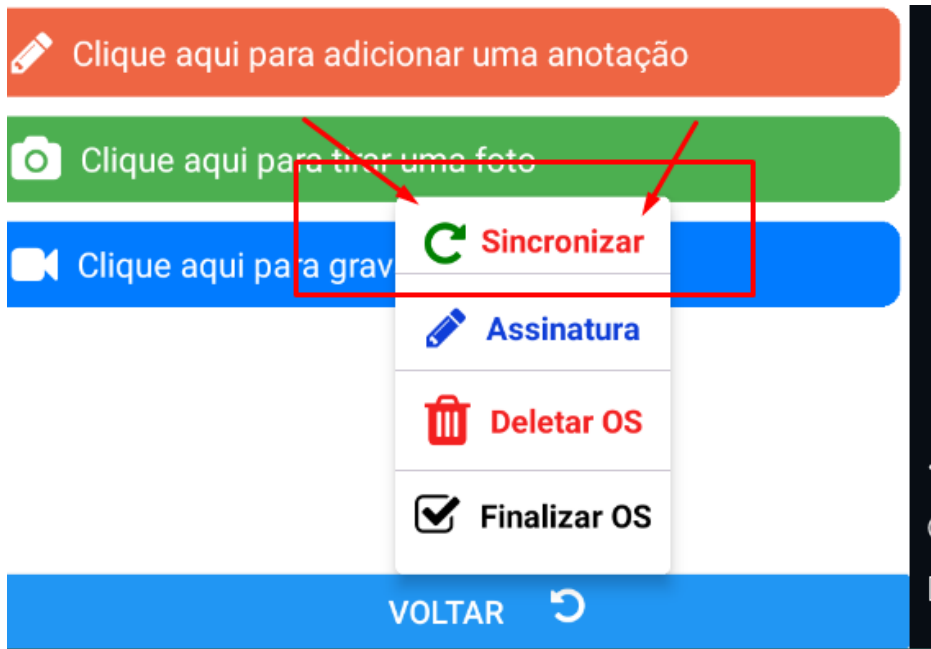 Clique aqui para adicionar uma anotação
Clique aqui para tirar uma foto
Clique aqui para grav
Sincronizar
Assinatura
Deletar OS
Finalizar OS
VOLTAR